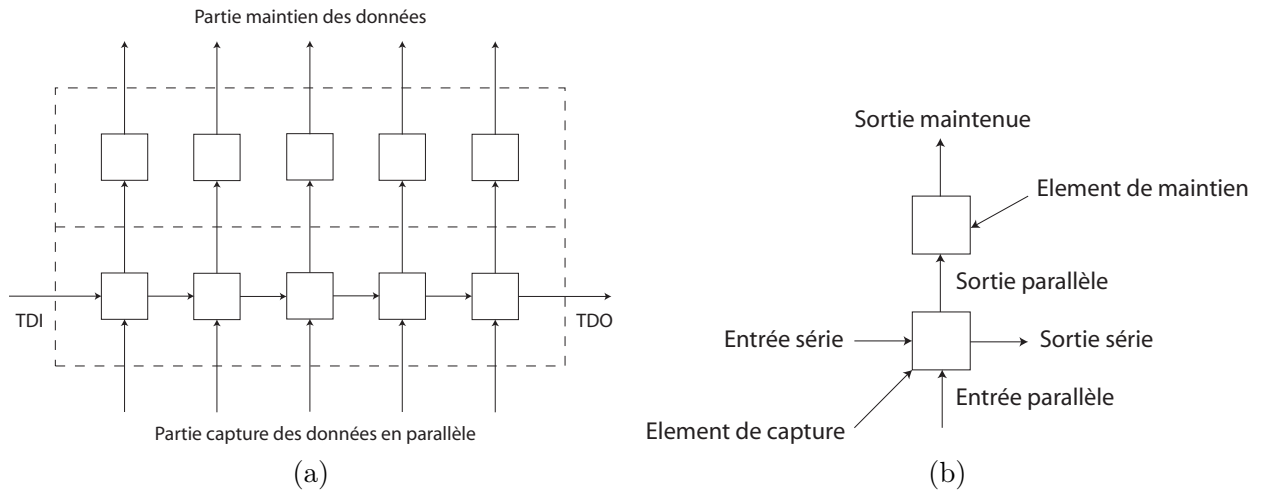 Partie maintien des données
TDI
TDO
Partie capture des données en parallèle
(a)
Sortie maintenue
Element de maintien
Sortie parallèle
Entrée série
Sortie série
Entrée parallèle
Element de capture
(b)